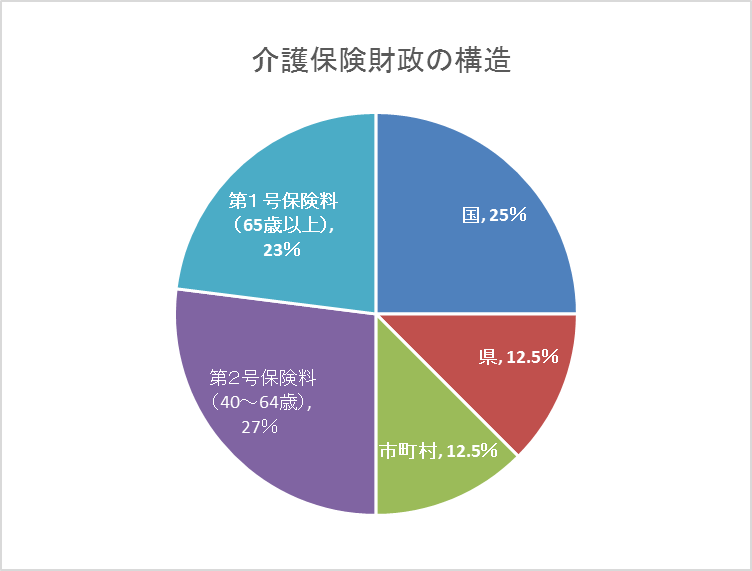 介護保険財政の構造
国, 25%
県, 12.5%
市町村, 12.5%
第２号保険料
（40～64歳）,
27%
第１号保険料
（65歳以上）,
23%